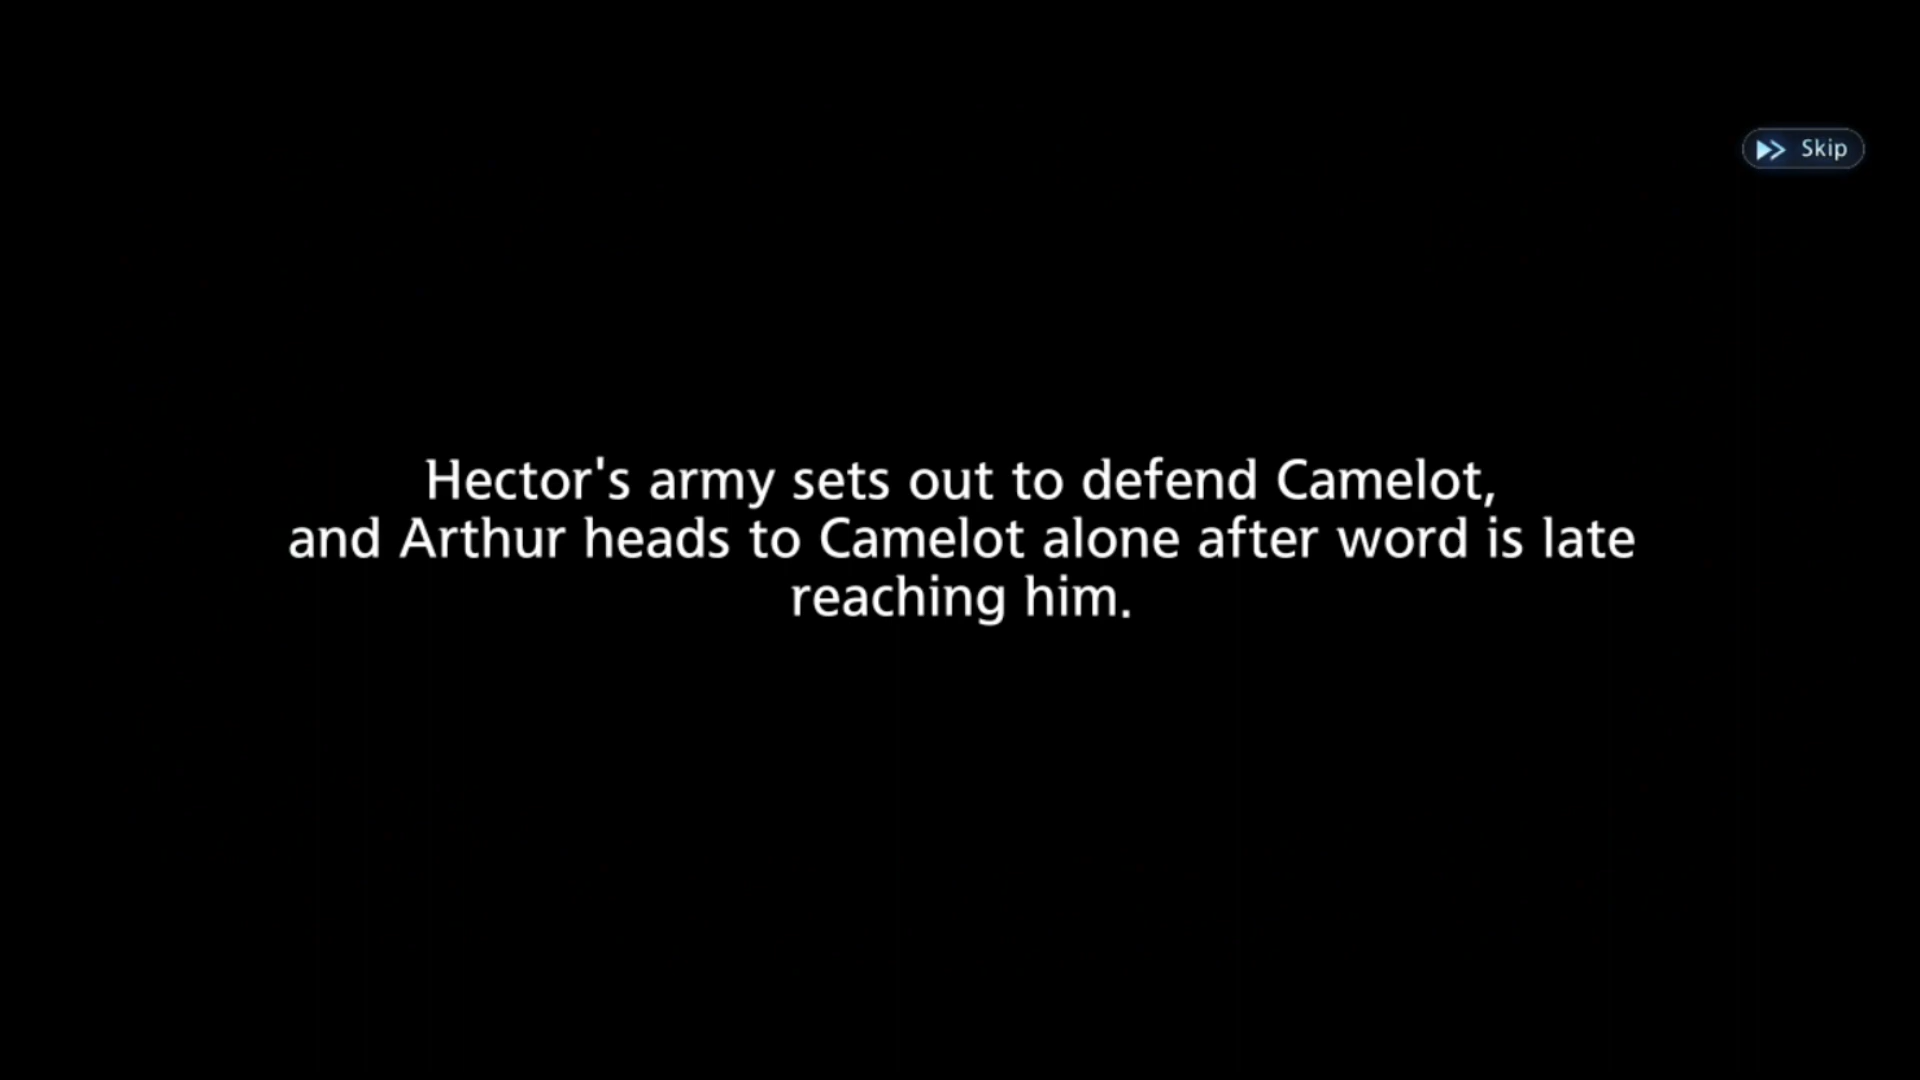 Skip
Hector's army sets out to defend Camelot,
and Arthur heads to Camelot alone after word is late
reaching him.